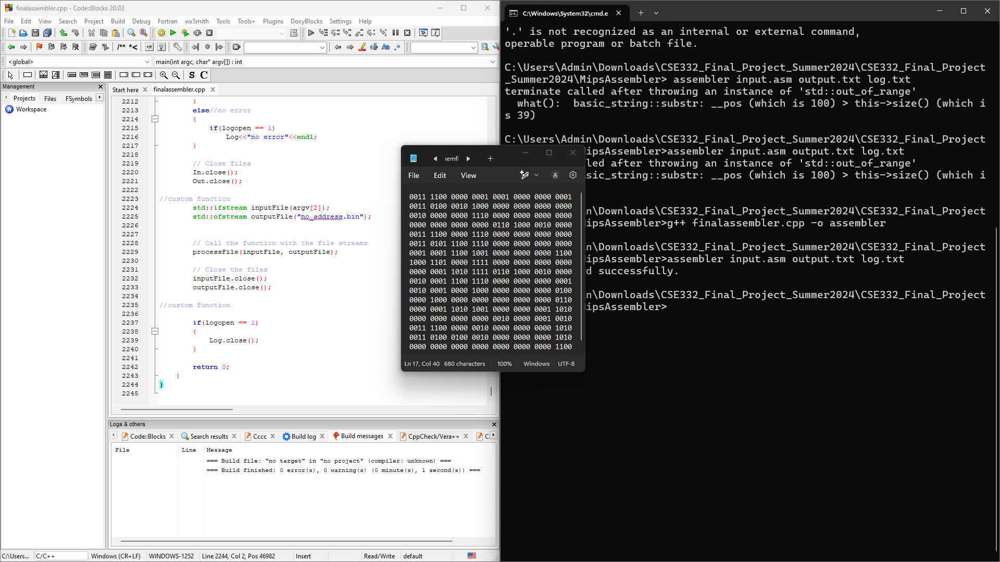 finalassembler.cpp - Code::Blocks 20.03
File Edit View Search Project Build Debug Fortran wxSmith Tools Tools+ Plugins DoxyBlocks Settings Help
/** *<
Aa .*
<global>
main(int argc, char* argv[]) : int
S C
Management
Projects Files FSymbols
Workspace
Start here
finalassembler.cpp
2212 }
2213 else//no error
2214 {
2215 if(logopen == 1)
2216 Log<<"no error"<<endl;
2217 }
2218
2219 // Close files
2220 In.close();
2221 Out.close();
2222
2223 //custom function
2224 std::ifstream inputFile(argv[2]);
2225 std::ofstream outputFile("no_address.bin");
2226
2227
2228 // Call the function with the file streams
2229 processFile(inputFile, outputFile);
2230
2231 // Close the files
2232 inputFile.close();
2233 outputFile.close();
2234
2235 //custom function
2236
2237 if(logopen == 1)
2238 {
2239 Log.close();
2240 }
2241
2242 return 0;
2243 }
2244 }
2245
Logs & others
Code::Blocks Search results Cccc Build log Build messages CppCheck/Vera++ C
File Line Message
=== Build file: "no target" in "no project" (compiler: unknown) ===
=== Build finished: 0 error(s), 0 warning(s) (0 minute(s), 1 second(s)) ===
C:\Users... C/C++ Windows (CR+LF) WINDOWS-1252 Line 2244, Col 2, Pos 46982 Insert Read/Write default
File Edit View
0011 1100 0000 0001 0001 0000 0000 0001
0011 0100 0010 1000 0000 0000 0000 0000
0010 0000 0000 1110 0000 0000 0000 0000
0000 0000 0000 0000 0110 1000 0010 0000
0011 1100 0000 1110 0000 0000 0000 0000
0011 0101 1100 1110 0000 0000 0000 0000
0001 0001 1100 1001 0000 0000 0000 1100
1000 1101 0000 1111 0000 0000 0000 0000
0000 0001 1010 1111 0110 1000 0010 0000
0010 0001 1100 1110 0000 0000 0000 0001
0010 0001 0000 1000 0000 0000 0000 0100
0000 1000 0000 0000 0000 0000 0000 0110
0000 0001 1010 1001 0000 0000 0001 1010
0000 0000 0000 0000 0010 0000 0001 0010
0011 1100 0000 0010 0000 0000 0000 1010
0011 0100 0100 0010 0000 0000 0000 1010
0000 0000 0000 0000 0000 0000 0000 1100
Ln 17, Col 40 680 characters 100% Windows UTF-8
C:\Windows\System32\cmd.e
'.' is not recognized as an internal or external command,
operable program or batch file.
C:\Users\Admin\Downloads\CSE332_Final_Project_Summer2024\CSE332_Final_Project
_Summer2024\MipsAssembler> assembler input.asm output.txt log.txt
terminate called after throwing an instance of 'std::out_of_range'
what(): basic_string::substr: __pos (which is 100) > this->size() (which i
s 39)
C:\Users\Admin\Downloads\CSE332_Final_Project_Summer2024\CSE332_Final_Project
ipsAssembler>assembler input.asm output.txt log.txt
led after throwing an instance of 'std::out_of_range'
sic_string::substr: __pos (which is 100) > this->size() (which i
n\Downloads\CSE332_Final_Project_Summer2024\CSE332_Final_Project
ipsAssembler>g++ finalassembler.cpp -o assembler
n\Downloads\CSE332_Final_Project_Summer2024\CSE332_Final_Project
ipsAssembler>assembler input.asm output.txt log.txt
d successfully.
n\Downloads\CSE332_Final_Project_Summer2024\CSE332_Final_Project
ipsAssembler>